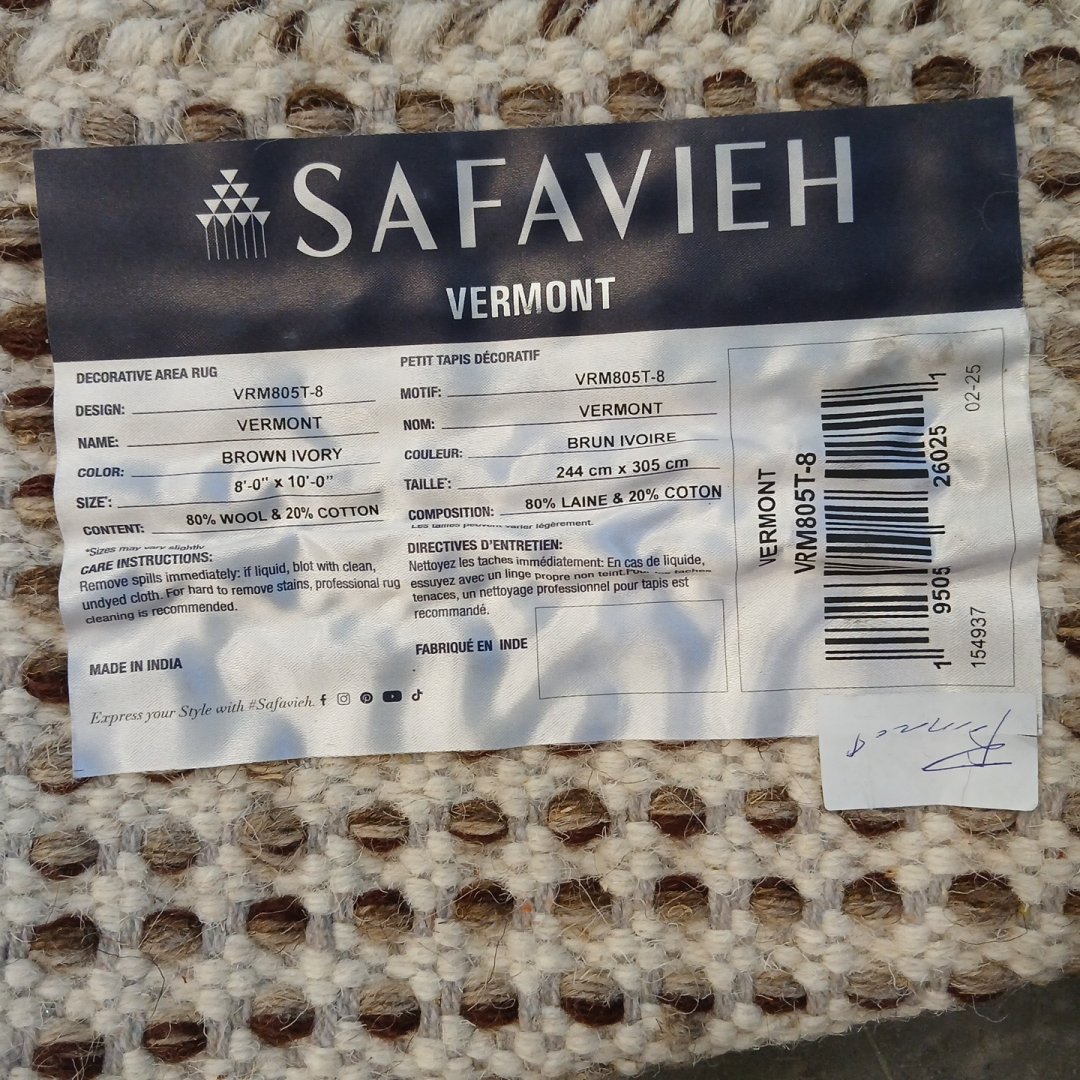 SAFAVIEH
VERMONT
DECORATIVE AREA RUG
DESIGN: VRM805T-8
NAME: VERMONT
COLOR: BROWN IVORY
SIZE*: 8'-0" x 10'-0"
CONTENT: 80% WOOL & 20% COTTON
*Sizes may vary slightly
CARE INSTRUCTIONS:
Remove spills immediately: if liquid, blot with clean,
undyed cloth. For hard to remove stains, professional rug
cleaning is recommended.
MADE IN INDIA
Express your Style with #Safavieh.
PETIT TAPIS DÉCORATIF
MOTIF: VRM805T-8
NOM: VERMONT
COULEUR: BRUN IVOIRE
TAILLE*: 244 cm x 305 cm
COMPOSITION: 80% LAINE & 20% COTON
Les tailles peuvent varier légèrement.
DIRECTIVES D'ENTRETIEN:
Nettoyez les taches immédiatement: En cas de liquide,
essuyez avec un linge propre non teint. Pour les taches
tenaces, un nettoyage professionnel pour tapis est
recommandé.
FABRIQUÉ EN INDE
VERMONT
VRM805T-8
1 9505 26025 1
154937
02-25